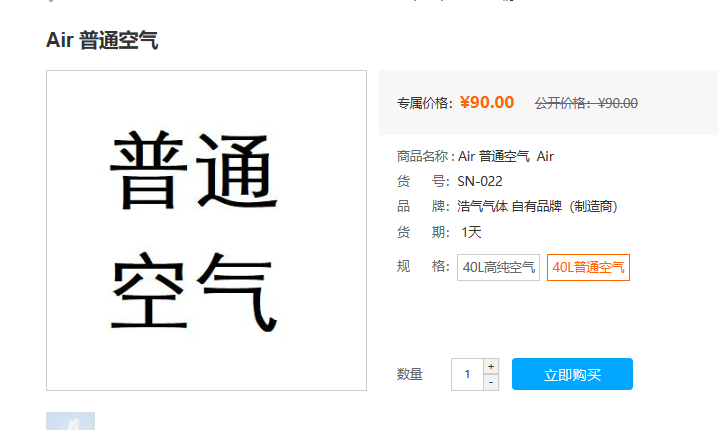 Air 普通空气
普通
空气
专属价格：¥90.00 公开价格：¥90.00
商品名称 : Air 普通空气 Air
货 号：SN-022
品 牌：浩气气体 自有品牌（制造商）
货 期：1天
规 格：40L高纯空气 40L普通空气
数量 1 + - 立即购买